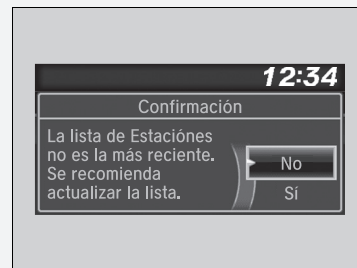 12:34
Confirmación
La lista de Estaciónes
no es la más reciente.
Se recomienda
actualizar la lista.
No
Sí